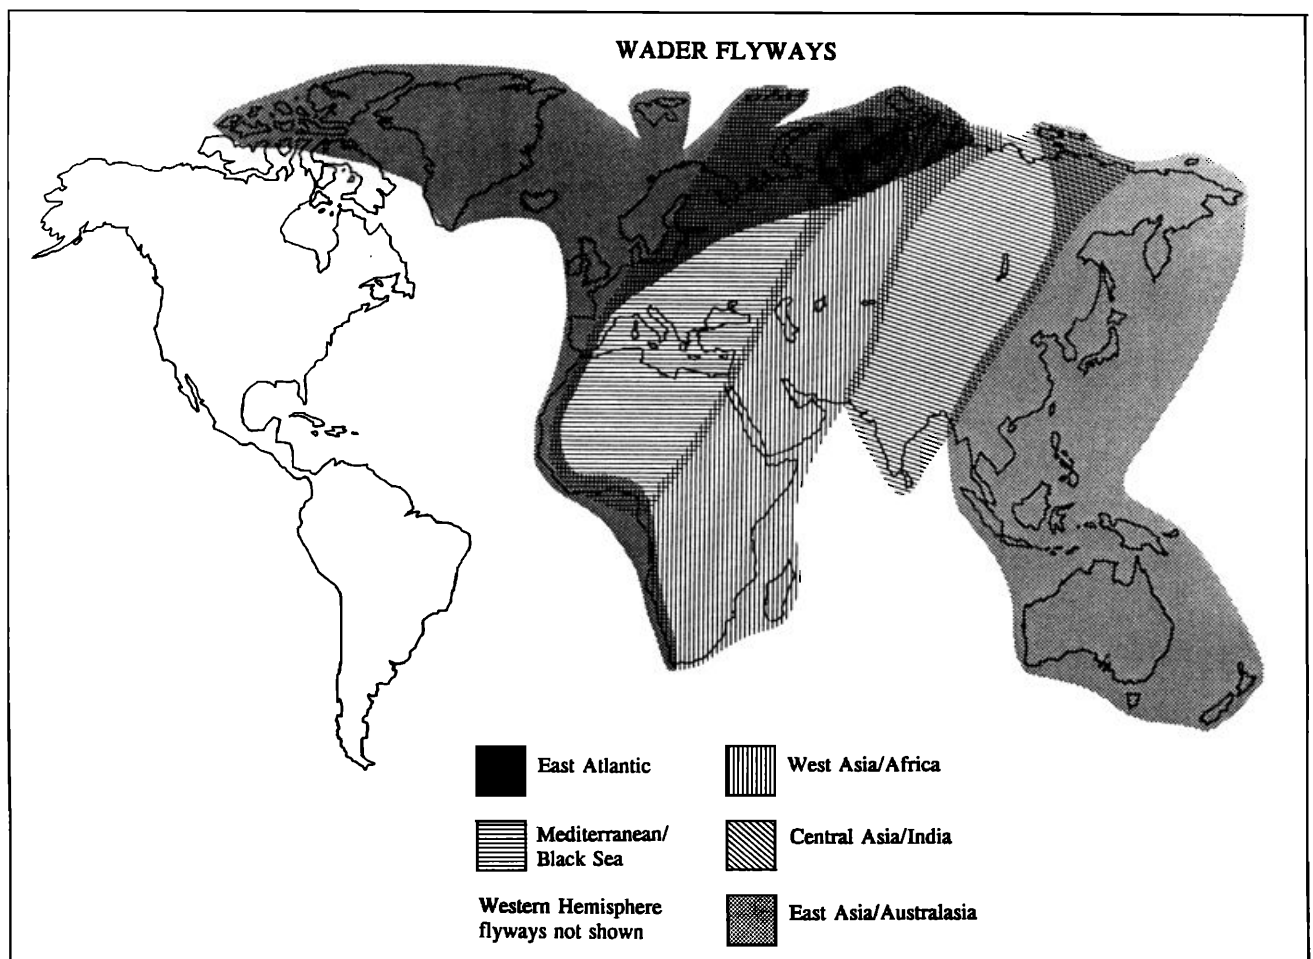 WADER FLYWAYS
East Atlantic
West Asia/Africa
Mediterranean/
Black Sea
Central Asia/India
Western Hemisphere
flyways not shown
East Asia/Australasia